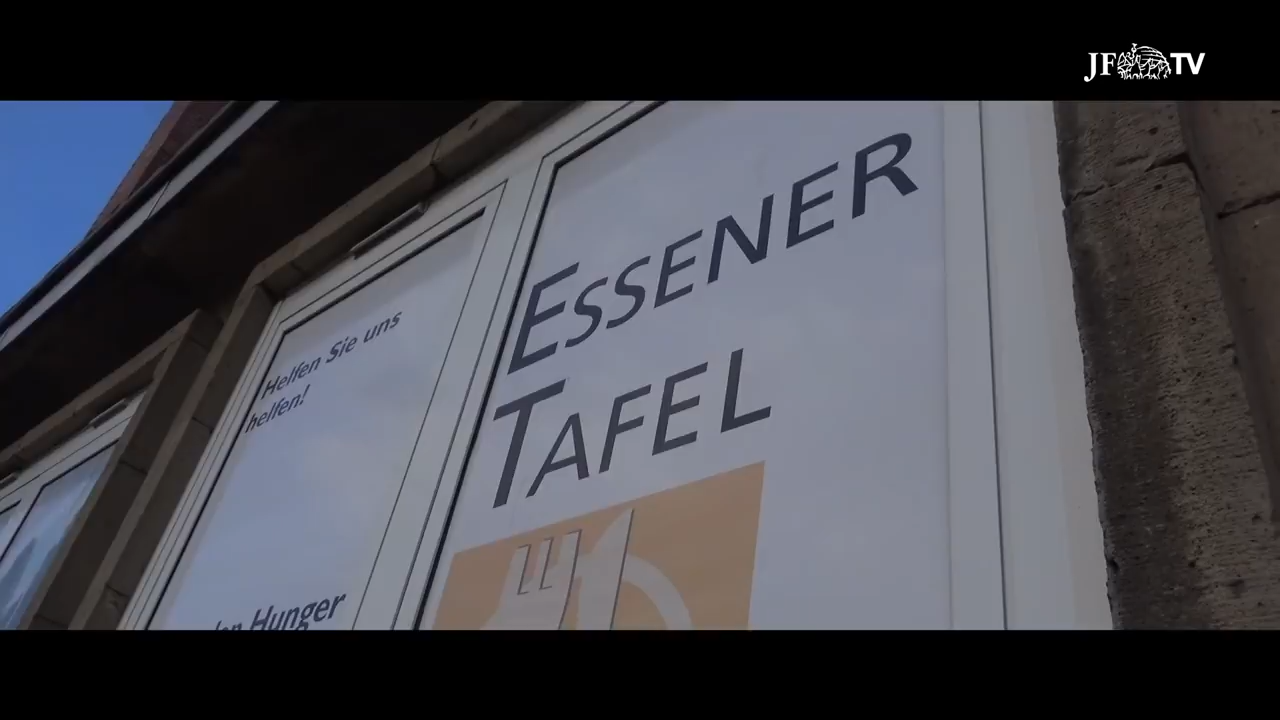 JF TV
ESSENER
TAFEL
Helfen Sie uns
helfen!
Hunger